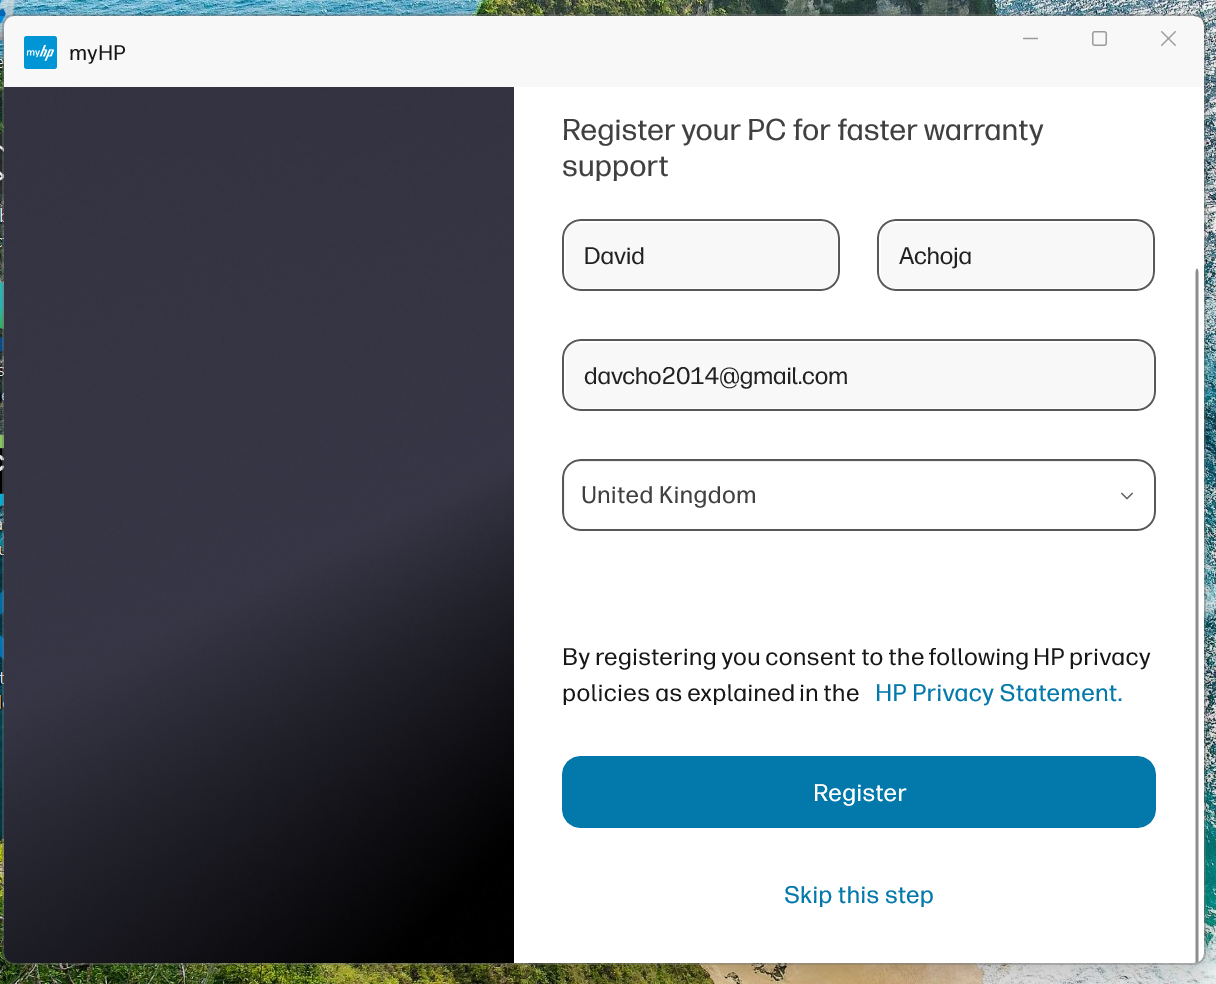 myhp myHP
Register your PC for faster warranty
support
David Achoja
davcho2014@gmail.com
United Kingdom
By registering you consent to the following HP privacy
policies as explained in the HP Privacy Statement.
Register
Skip this step